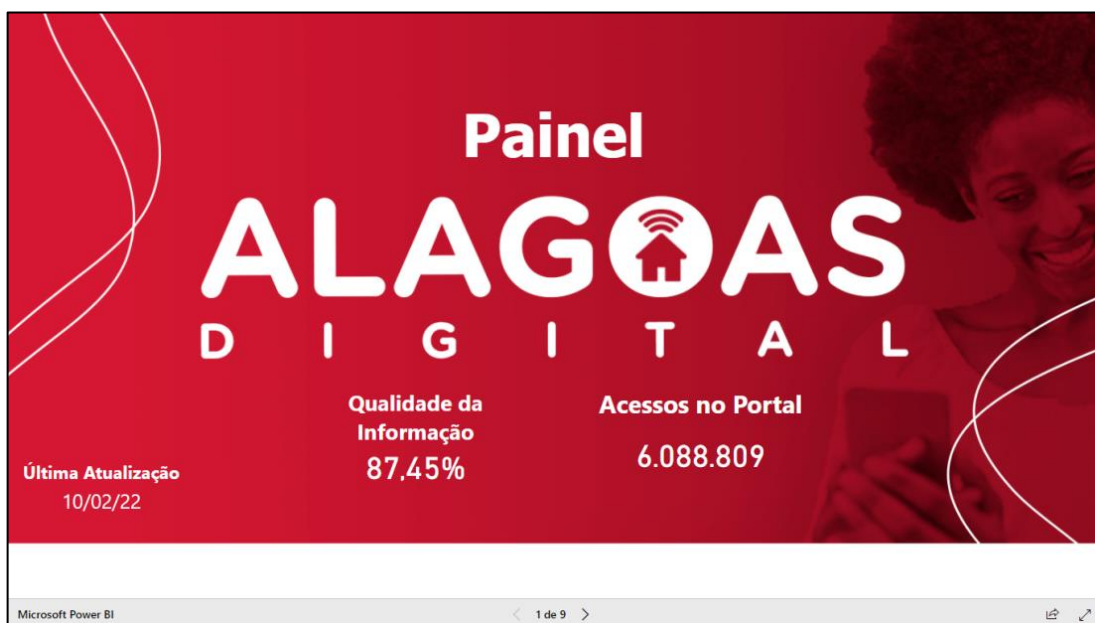 Painel
ALAGOAS
DIGITAL
Qualidade da
Informação
87,45%
Acessos no Portal
6.088.809
Última Atualização
10/02/22
Microsoft Power BI
1 de 9